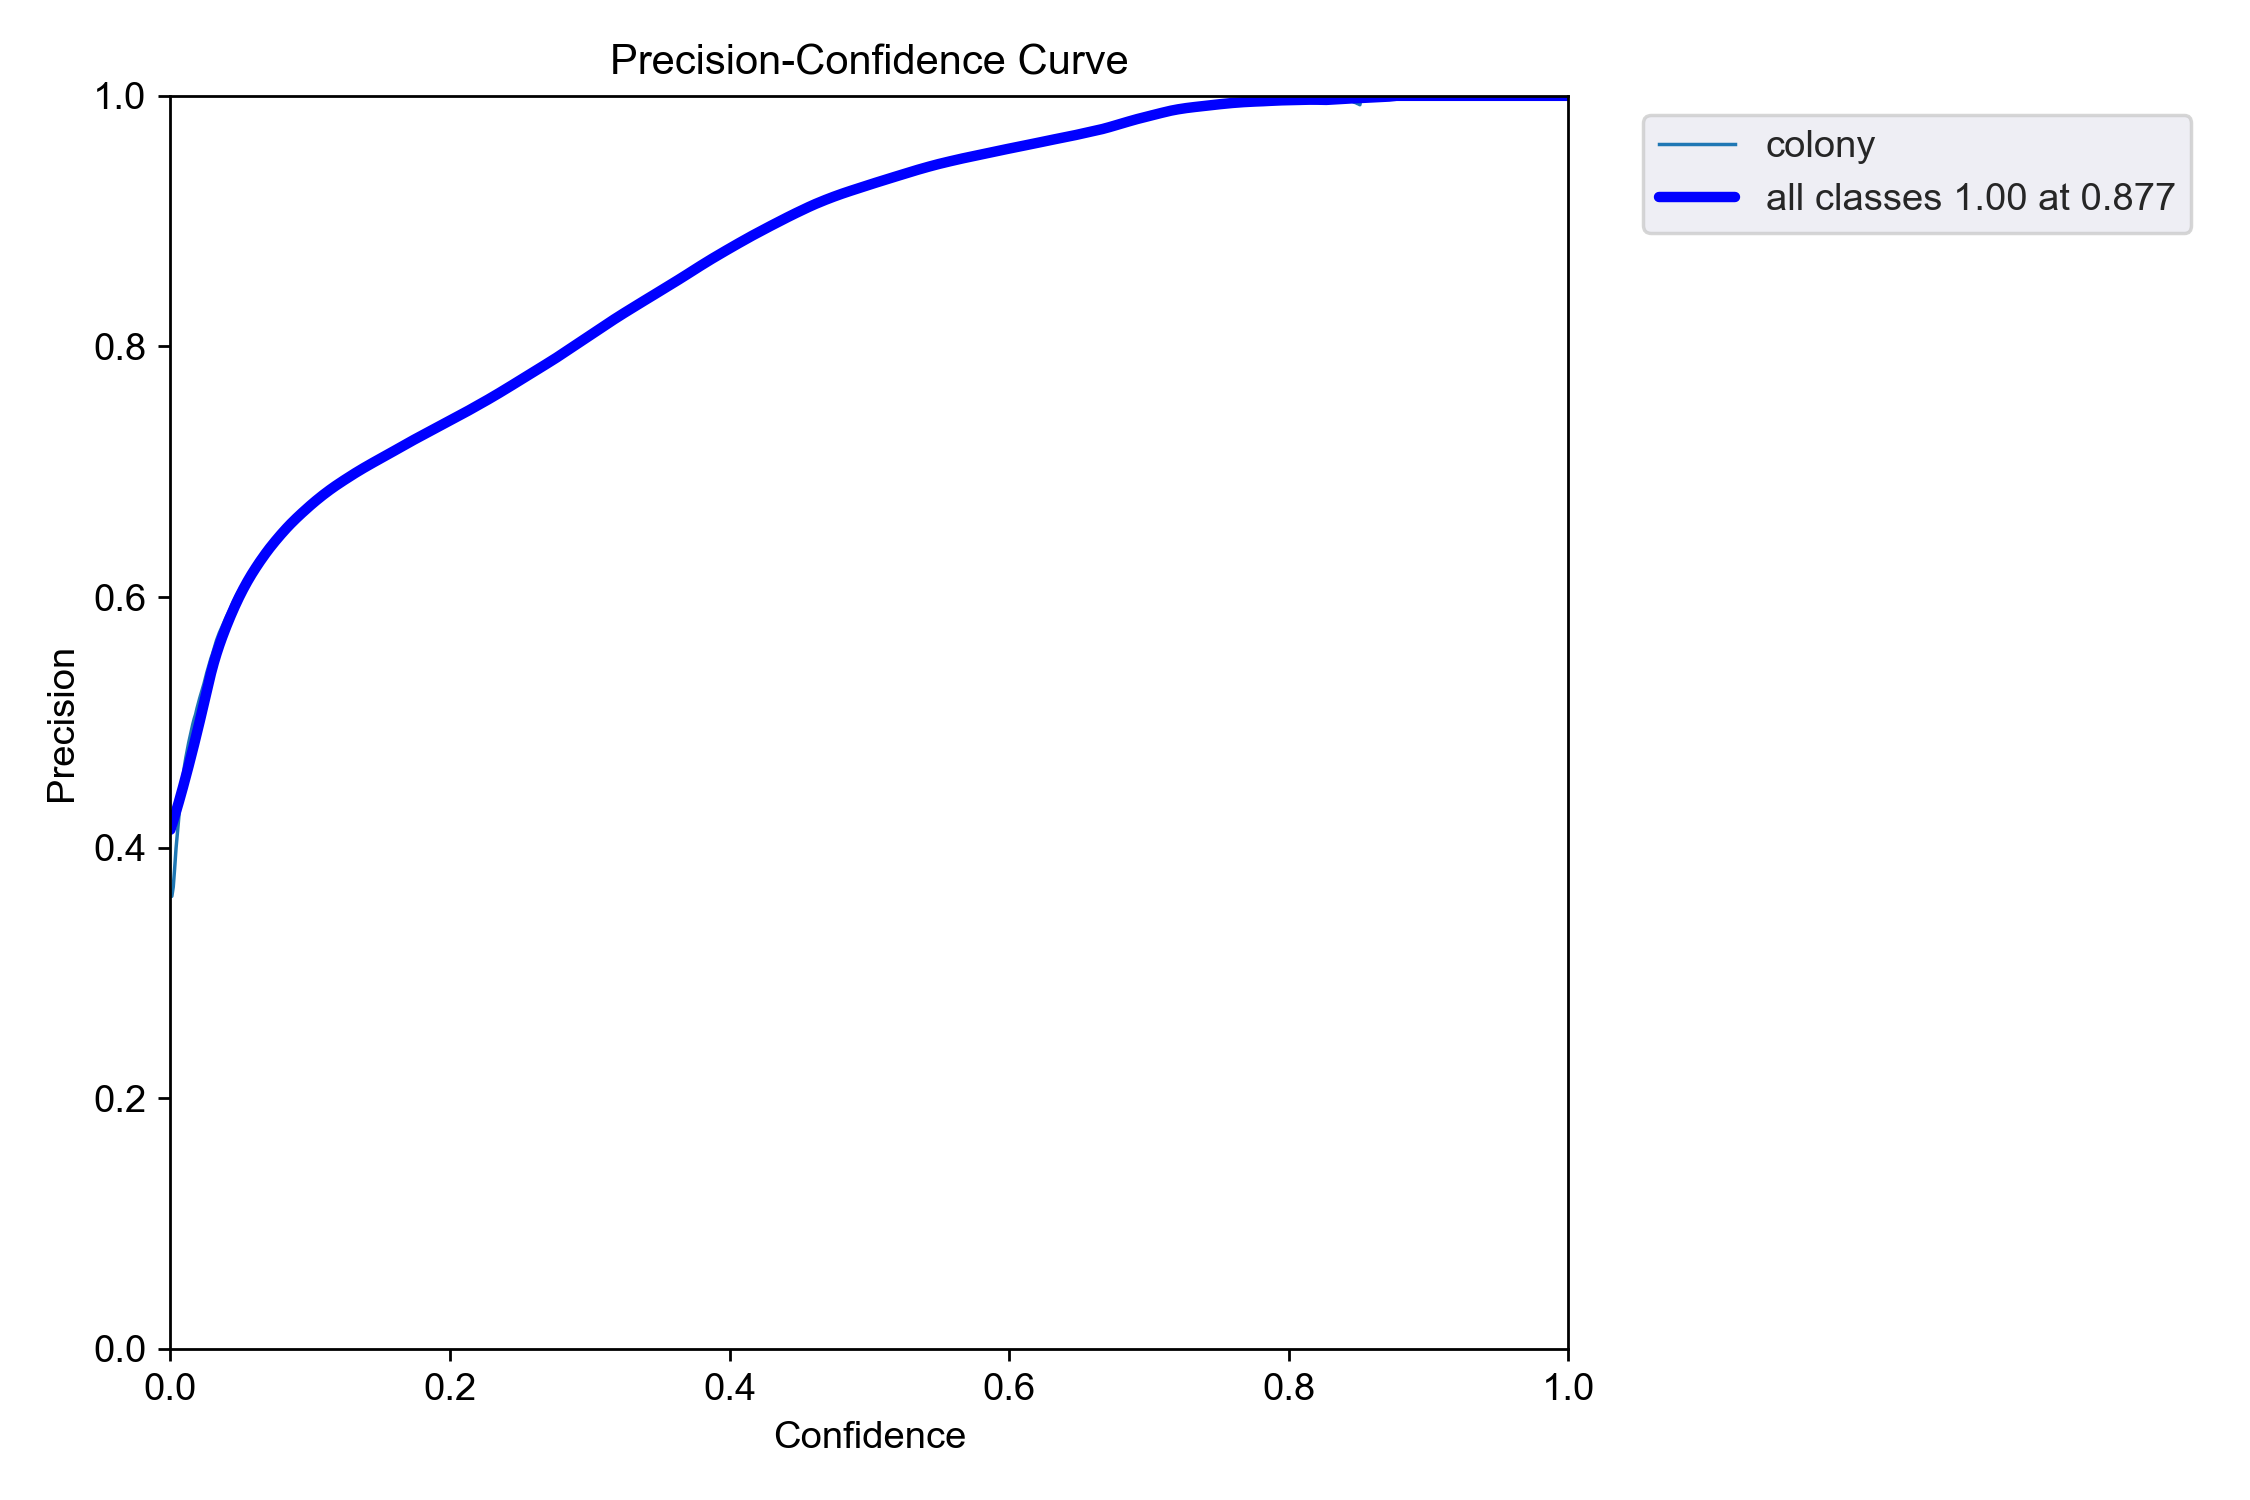 Precision-Confidence Curve
1.0
0.8
0.6
0.4
0.2
0.0
Precision
0.0 0.2 0.4 0.6 0.8 1.0
Confidence
colony
all classes 1.00 at 0.877